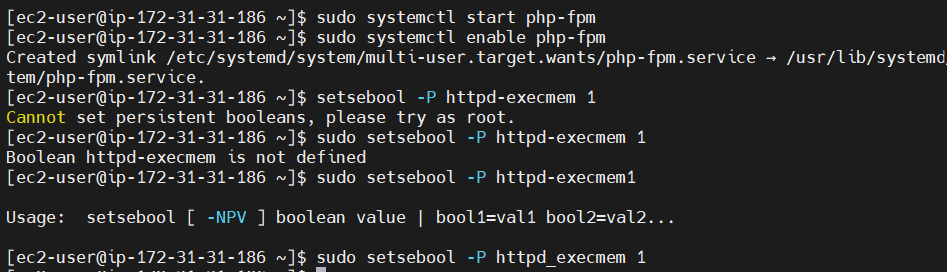 [ec2-user@ip-172-31-31-186 ~]$ sudo systemctl start php-fpm
[ec2-user@ip-172-31-31-186 ~]$ sudo systemctl enable php-fpm
Created symlink /etc/systemd/system/multi-user.target.wants/php-fpm.service → /usr/lib/systemd/
tem/php-fpm.service.
[ec2-user@ip-172-31-31-186 ~]$ setsebool -P httpd-execmem 1
Cannot set persistent booleans, please try as root.
[ec2-user@ip-172-31-31-186 ~]$ sudo setsebool -P httpd-execmem 1
Boolean httpd-execmem is not defined
[ec2-user@ip-172-31-31-186 ~]$ sudo setsebool -P httpd-execmem1
Usage:  setsebool [ -NPV ] boolean value | bool1=val1 bool2=val2...
[ec2-user@ip-172-31-31-186 ~]$ sudo setsebool -P httpd_execmem 1